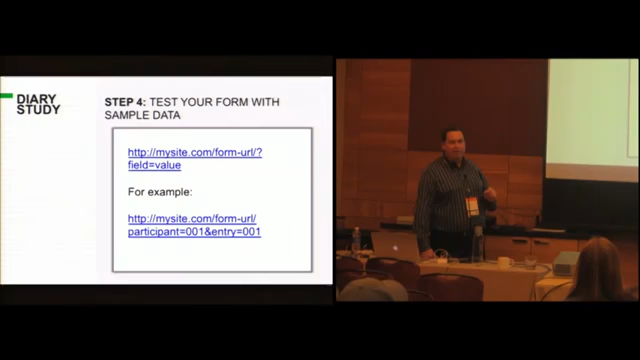 DIARY
STUDY
STEP 4: TEST YOUR FORM WITH
SAMPLE DATA
http://mysite.com/form-url/?
field=value
For example:
http://mysite.com/form-url/
participant=001&entry=001